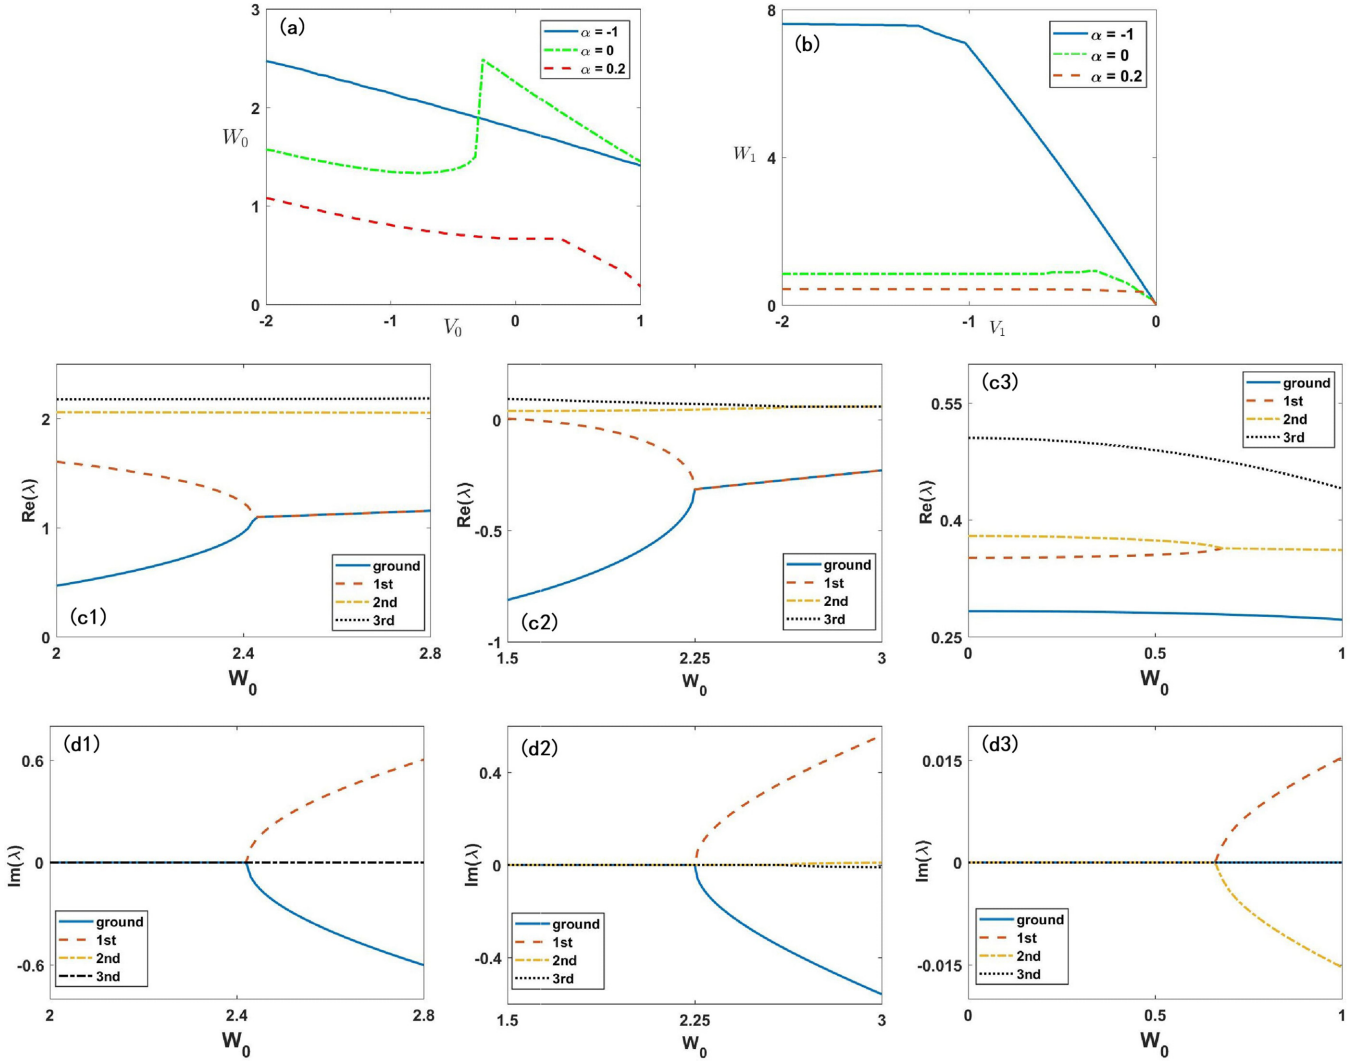 (a)
α = -1
α = 0
α = 0.2
3
2
1
0
W₀
-2
-1
0
1
V₀
(b)
α = -1
α = 0
α = 0.2
8
4
0
W₁
-2
-1
0
V₁
(c1)
ground
1st
2nd
3rd
2
1
0
Re(λ)
2
2.4
2.8
W₀
(c2)
ground
1st
2nd
3rd
0
-0.5
-1
Re(λ)
1.5
2.25
3
W₀
(c3)
ground
1st
2nd
3rd
0.55
0.4
0.25
Re(λ)
0
0.5
1
W₀
(d1)
ground
1st
2nd
3nd
0.6
0
-0.6
Im(λ)
2
2.4
2.8
W₀
(d2)
ground
1st
2nd
3rd
0.4
0
-0.4
Im(λ)
1.5
2.25
3
W₀
(d3)
ground
1st
2nd
3nd
0.015
0
-0.015
Im(λ)
0
0.5
1
W₀